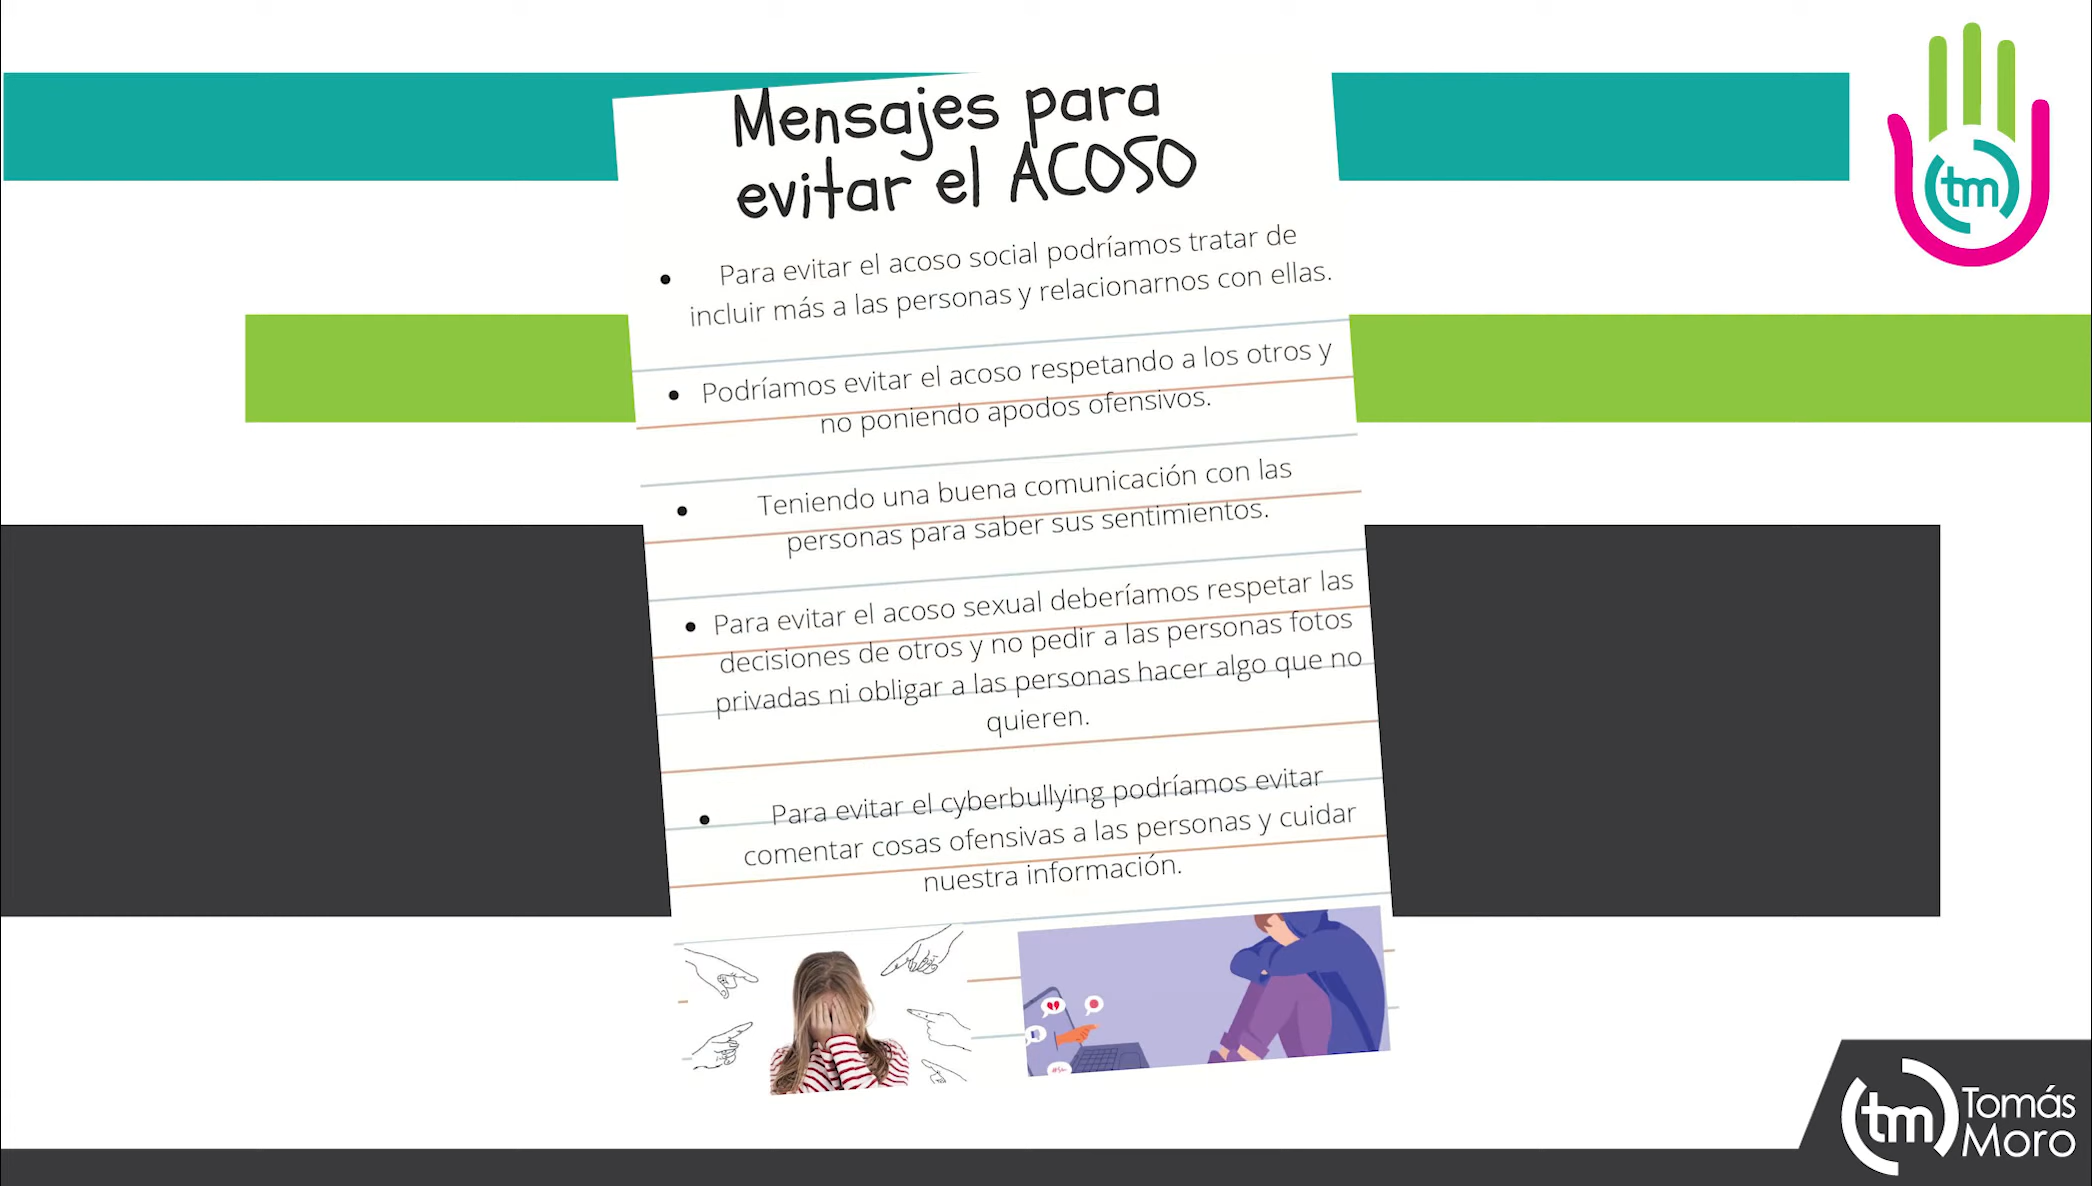 Mensajes para
evitar el ACOSO
tm
• Para evitar el acoso social podríamos tratar de
incluir más a las personas y relacionarnos con ellas.
• Podríamos evitar el acoso respetando a los otros y
no poniendo apodos ofensivos.
• Teniendo una buena comunicación con las
personas para saber sus sentimientos.
• Para evitar el acoso sexual deberíamos respetar las
decisiones de otros y no pedir a las personas fotos
privadas ni obligar a las personas hacer algo que no
quieren.
• Para evitar el cyberbullying podríamos evitar
comentar cosas ofensivas a las personas y cuidar
nuestra información.
tm
Tomás
Moro